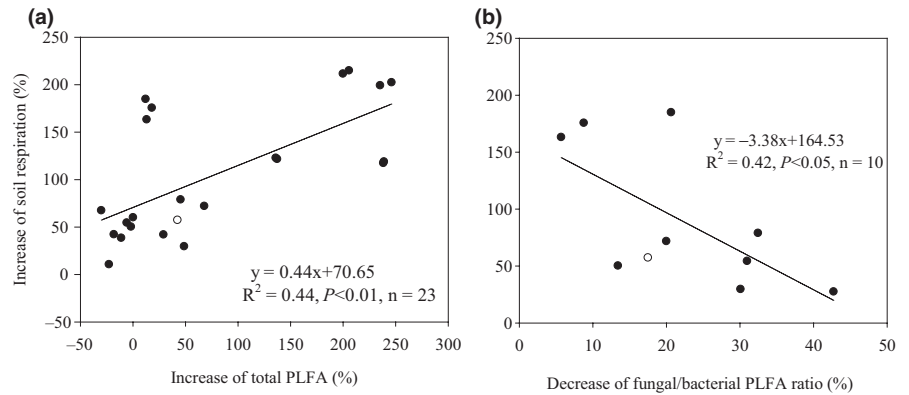 (a)
250
200
150
100
50
0
−50
−50 0 50 100 150 200 250 300
Increase of soil respiration (%)
Increase of total PLFA (%)
y = 0.44x+70.65
R² = 0.44, P<0.01, n = 23
(b)
250
200
150
100
50
0
0 10 20 30 40 50
Decrease of fungal/bacterial PLFA ratio (%)
y = −3.38x+164.53
R² = 0.42, P<0.05, n = 10